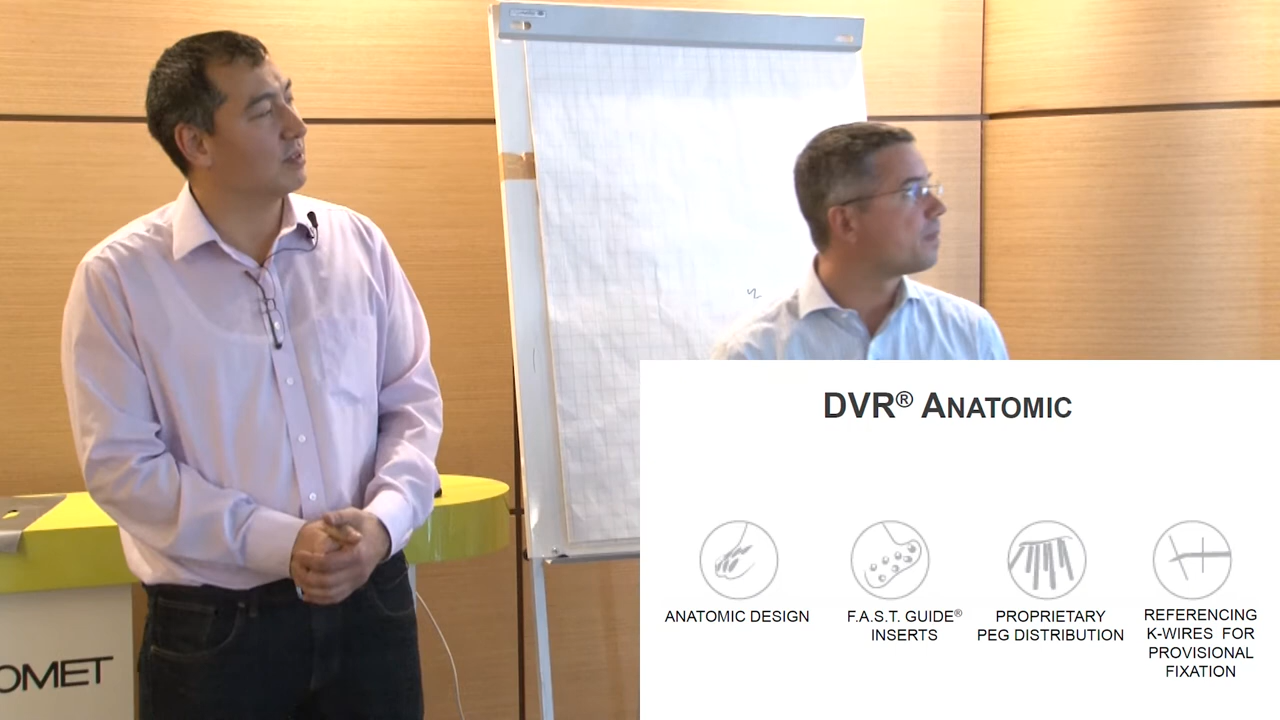 DVR® ANATOMIC
ANATOMIC DESIGN
F.A.S.T. GUIDE®
INSERTS
PROPRIETARY
PEG DISTRIBUTION
REFERENCING
K-WIRES FOR
PROVISIONAL
FIXATION
OMET